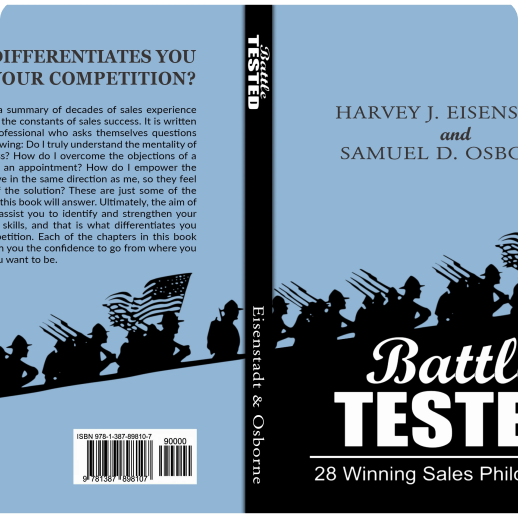 DIFFERENTIATES YOU
YOUR COMPETITION?
a summary of decades of sales experience
the constants of sales success. It is written
ofessional who asks themselves questions
wing: Do I truly understand the mentality of
s? How do I overcome the objections of a
an appointment? How do I empower the
ve in the same direction as me, so they feel
f the solution? These are just some of the
this book will answer. Ultimately, the aim of
assist you to identify and strengthen your
skills, and that is what differentiates you
petition. Each of the chapters in this book
n you the confidence to go from where you
u want to be.
ISBN 978-1-387-89810-7
90000
9 781387 898107
Battle
TESTED
Eisenstadt & Osborne
HARVEY J. EISENS
and
SAMUEL D. OSBO
Battl
TESTE
28 Winning Sales Philo